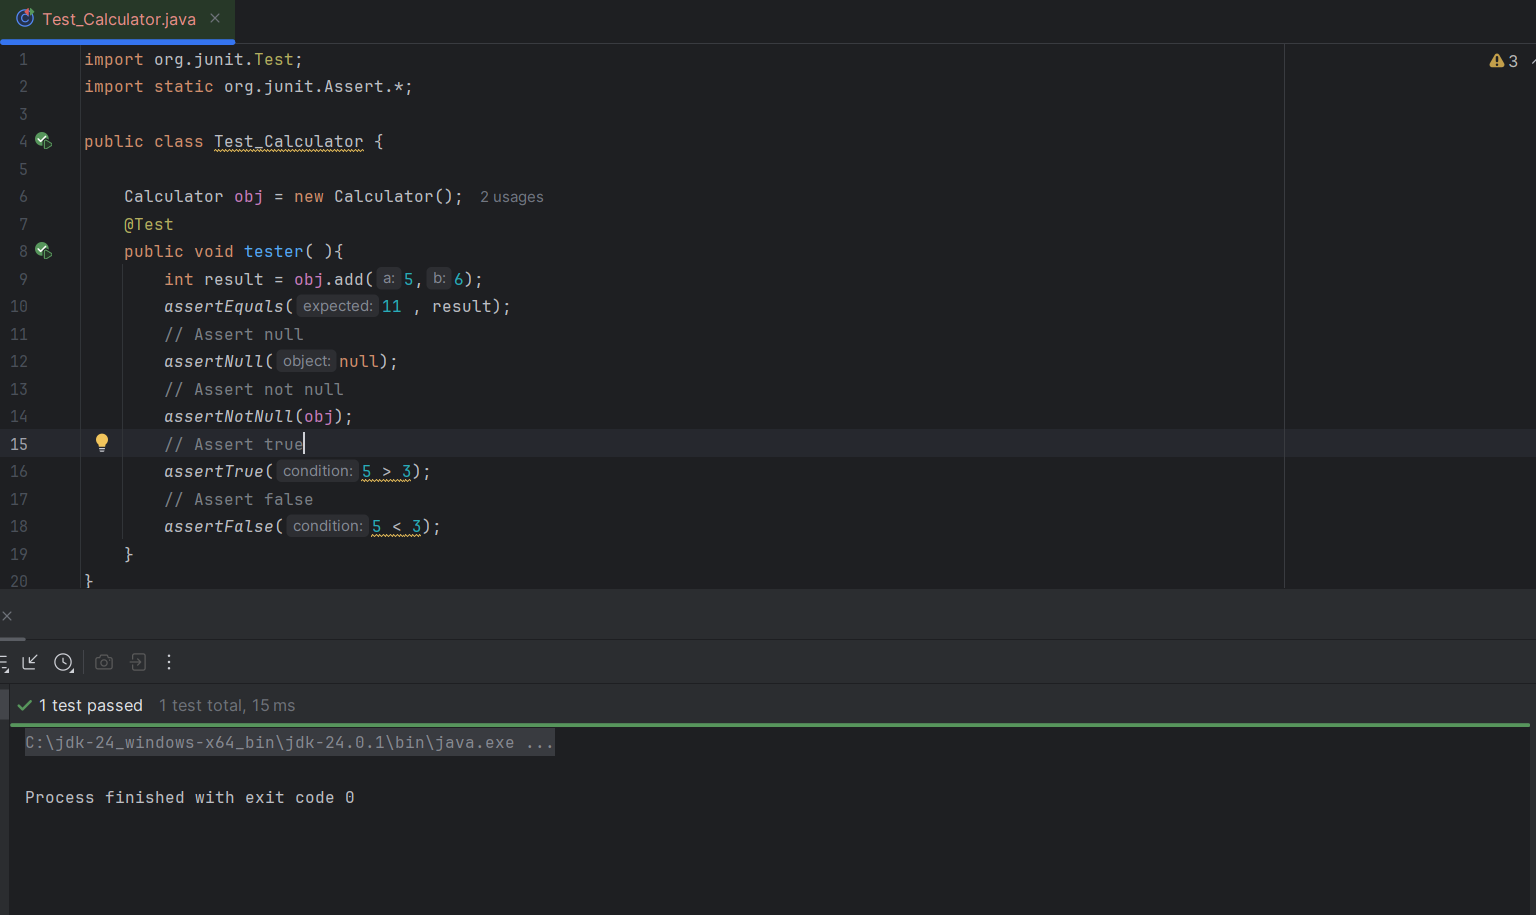 Test_Calculator.java
1 import org.junit.Test;
2 import static org.junit.Assert.*;
3
4 public class Test_Calculator {
5
6 Calculator obj = new Calculator(); 2 usages
7 @Test
8 public void tester( ){
9 int result = obj.add( a: 5, b: 6);
10 assertEquals( expected: 11 , result);
11 // Assert null
12 assertNull( object: null);
13 // Assert not null
14 assertNotNull(obj);
15 // Assert true
16 assertTrue( condition: 5 > 3);
17 // Assert false
18 assertFalse( condition: 5 < 3);
19 }
20 }
3
1 test passed 1 test total, 15 ms
C:\jdk-24_windows-x64_bin\jdk-24.0.1\bin\java.exe ...
Process finished with exit code 0